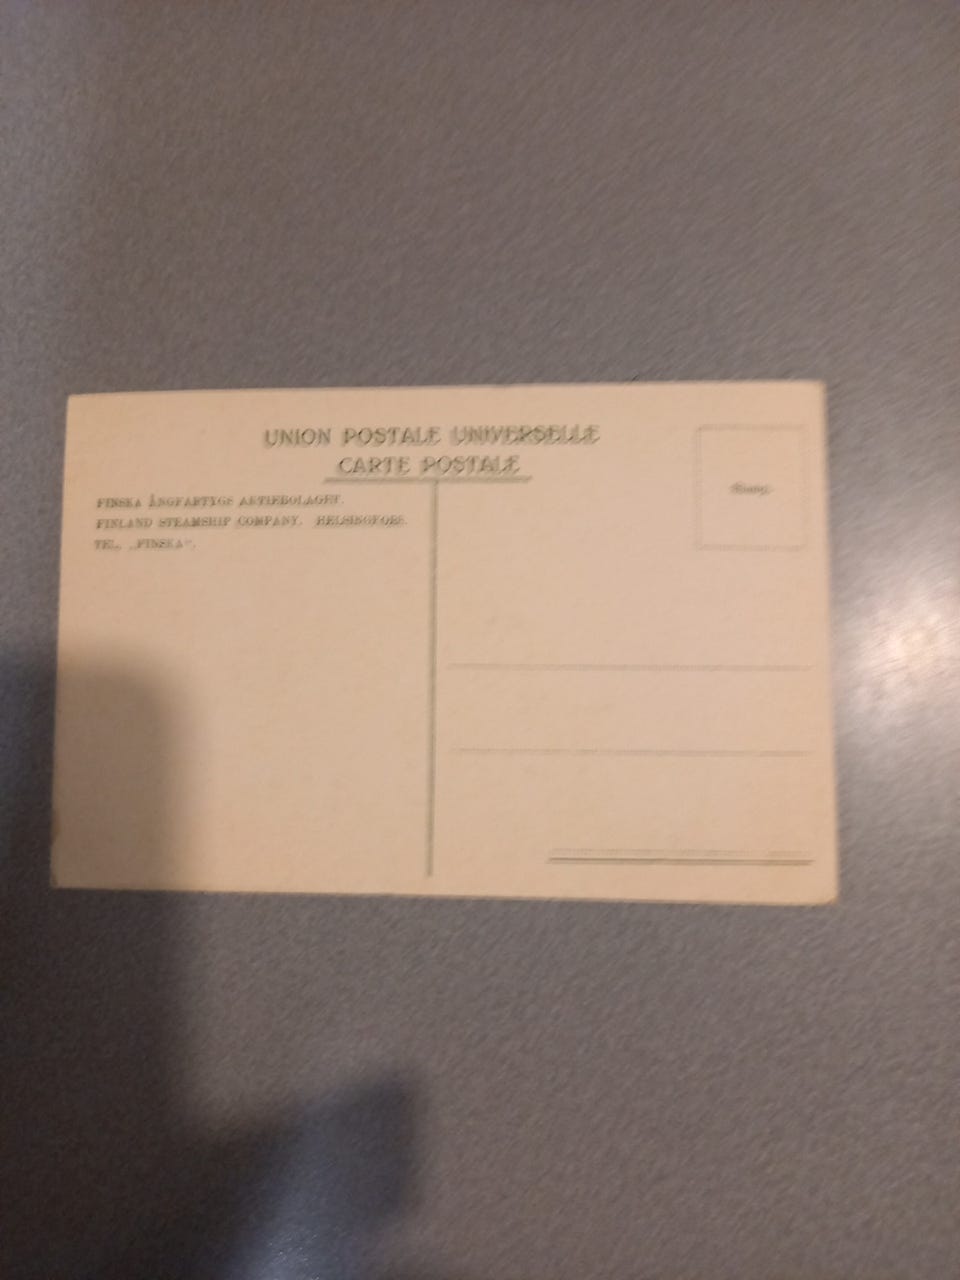 UNION POSTALE UNIVERSELLE
CARTE POSTALE
FINSKA ÅNGFARTYGS AKTIEBOLAGET.
FINLAND STEAMSHIP COMPANY. HELSINGFORS.
TEL. „FINSKA“.